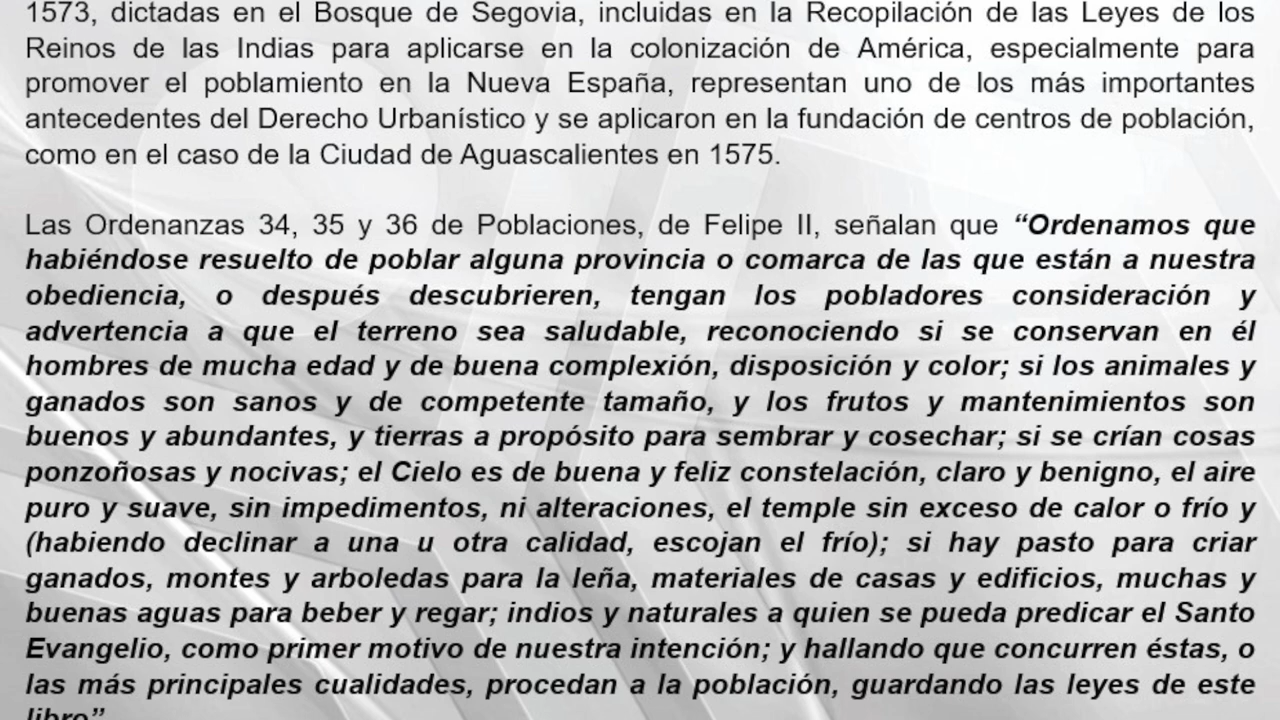 1573, dictadas en el Bosque de Segovia, incluidas en la Recopilación de las Leyes de los
Reinos de las Indias para aplicarse en la colonización de América, especialmente para
promover el poblamiento en la Nueva España, representan uno de los más importantes
antecedentes del Derecho Urbanístico y se aplicaron en la fundación de centros de población,
como en el caso de la Ciudad de Aguascalientes en 1575.
Las Ordenanzas 34, 35 y 36 de Poblaciones, de Felipe II, señalan que “Ordenamos que
habiéndose resuelto de poblar alguna provincia o comarca de las que están a nuestra
obediencia, o después descubrieren, tengan los pobladores consideración y
advertencia a que el terreno sea saludable, reconociendo si se conservan en él
hombres de mucha edad y de buena complexión, disposición y color; si los animales y
ganados son sanos y de competente tamaño, y los frutos y mantenimientos son
buenos y abundantes, y tierras a propósito para sembrar y cosechar; si se crían cosas
ponzoñosas y nocivas; el Cielo es de buena y feliz constelación, claro y benigno, el aire
puro y suave, sin impedimentos, ni alteraciones, el temple sin exceso de calor o frío y
(habiendo declinar a una u otra calidad, escojan el frío); si hay pasto para criar
ganados, montes y arboledas para la leña, materiales de casas y edificios, muchas y
buenas aguas para beber y regar; indios y naturales a quien se pueda predicar el Santo
Evangelio, como primer motivo de nuestra intención; y hallando que concurren éstas, o
las más principales cualidades, procedan a la población, guardando las leyes de este
libro”